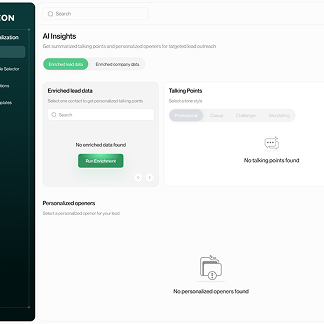 ZON
Search
AI Insights
Get summarized talking points and personalized openers for targeted lead outreach
Enriched lead data
Enriched company data
Enriched lead data
Select one contact to get personalized talking points
Search
No enriched data found
Run Enrichment
Talking Points
Select a tone style
Professional
Casual
Challenger
Storytelling
No talking points found
Personalized openers
Select a personalized opener for your lead
No personalized openers found
alization
e Selector
tions
plates